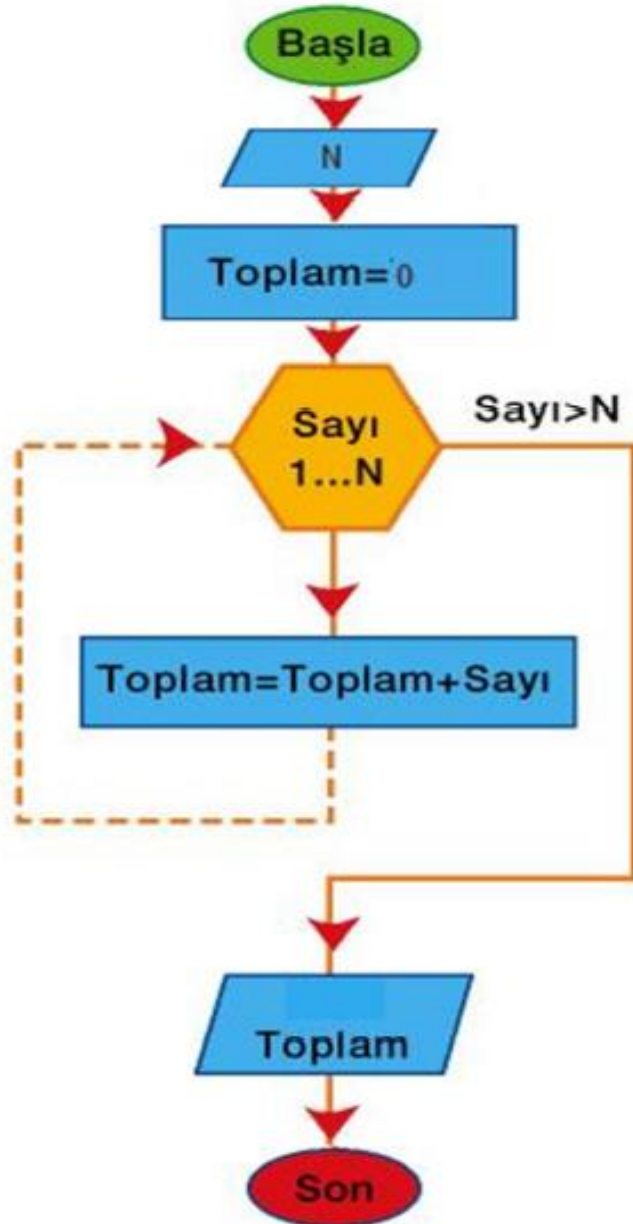 Başla
N
Toplam= 0
Sayı
1...N
Sayı>N
Toplam=Toplam+Sayı
Toplam
Son